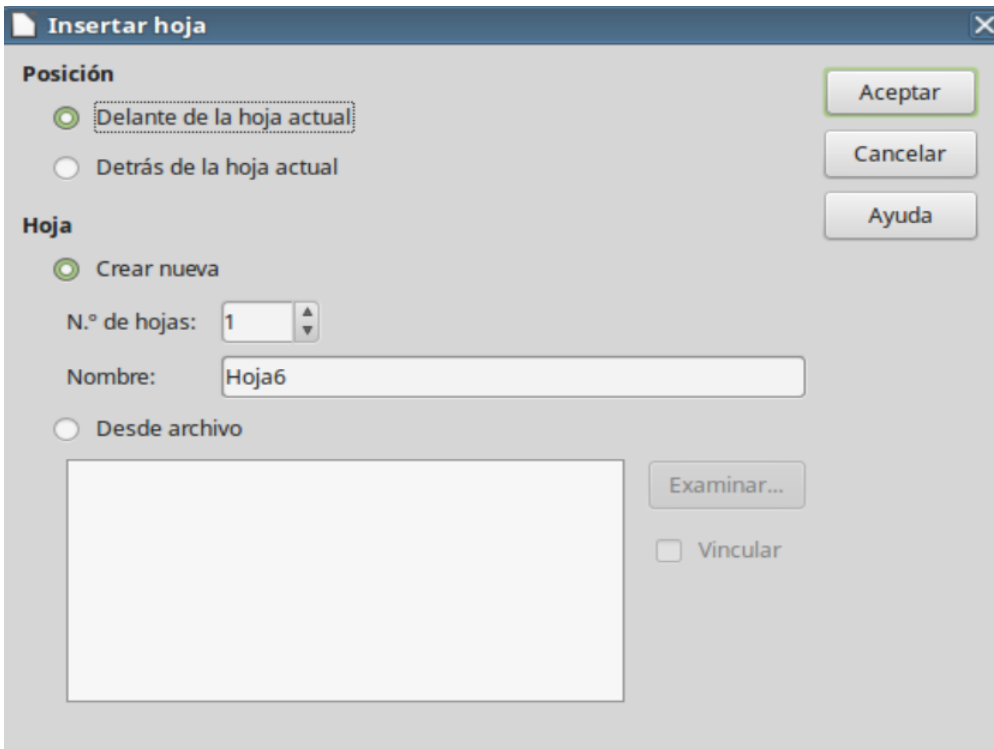 Insertar hoja
Posición
Aceptar
Delante de la hoja actual
Cancelar
Detrás de la hoja actual
Ayuda
Hoja
Crear nueva
N.º de hojas: 1
Nombre: Hoja6
Desde archivo
Examinar...
Vincular